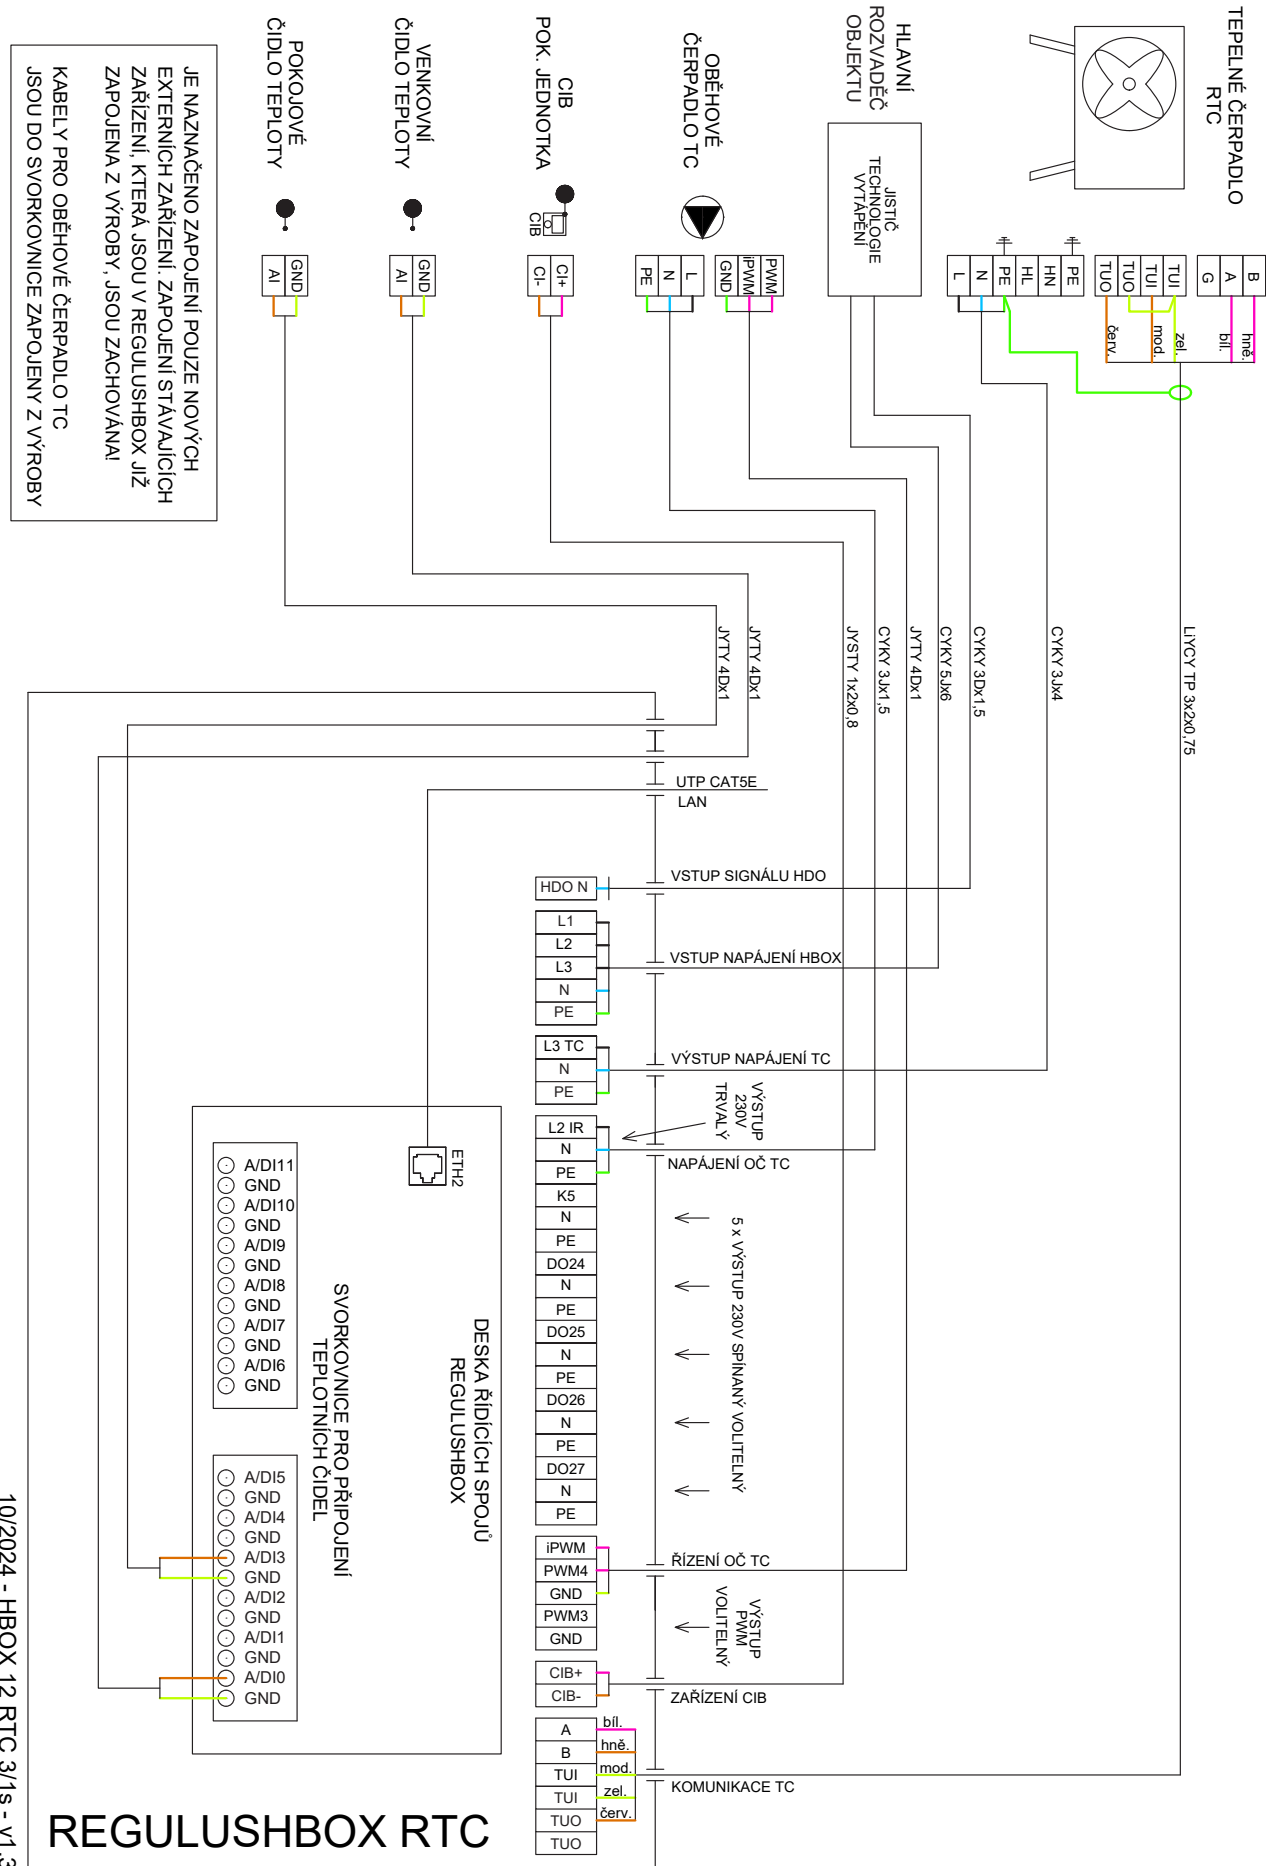 TEPELNÉ ČERPADLO
RTC
HLAVNÍ
ROZVADĚČ
OBJEKTU
JISTIČ
TECHNOLOGIE
VYTÁPĚNÍ
OBĚHOVÉ
ČERPADLO TC
CIB
POK. JEDNOTKA
CIB
VENKOVNÍ
ČIDLO TEPLOTY
POKOJOVÉ
ČIDLO TEPLOTY
JE NAZNAČENO ZAPOJENÍ POUZE NOVÝCH
EXTERNÍCH ZAŘÍZENÍ. ZAPOJENÍ STÁVAJÍCÍCH
ZAŘÍZENÍ, KTERÁ JSOU V REGULUSHBOX JIŽ
ZAPOJENA Z VÝROBY, JSOU ZACHOVÁNA!
KABELY PRO OBĚHOVÉ ČERPADLO TC
JSOU DO SVORKOVNICE ZAPOJENY Z VÝROBY
B
A
G
TUI
TUI
TUO
TUO
PE
HN
HL
PE
N
L
hně.
bíl.
zel.
mod.
červ.
PWM
iPWM
GND
L
N
PE
CI+
CI-
GND
AI
GND
AI
LiYCY TP 3x2x0,75
CYKY 3Jx4
CYKY 3Dx1,5
CYKY 5Jx6
JYTY 4Dx1
CYKY 3Jx1,5
JYSTY 1x2x0,8
JYTY 4Dx1
JYTY 4Dx1
UTP CAT5E
LAN
VSTUP SIGNÁLU HDO
HDO N
VSTUP NAPÁJENÍ HBOX
L1
L2
L3
N
PE
VÝSTUP NAPÁJENÍ TC
L3 TC
N
PE
VÝSTUP
230V
TRVALÝ
NAPÁJENÍ OČ TC
L2 IR
N
PE
K5
N
PE
DO24
N
PE
DO25
N
PE
DO26
N
PE
DO27
N
PE
5 x VÝSTUP 230V SPÍNANÝ VOLITELNÝ
ŘÍZENÍ OČ TC
iPWM
PWM4
GND
PWM3
GND
VÝSTUP
PWM
VOLITELNÝ
CIB+
CIB-
ZAŘÍZENÍ CIB
A
B
TUI
TUI
TUO
TUO
bíl.
hně.
mod.
zel.
červ.
KOMUNIKACE TC
ETH2
DESKA ŘÍDÍCÍCH SPOJŮ
REGULUSHBOX
SVORKOVNICE PRO PŘIPOJENÍ
TEPLOTNÍCH ČIDEL
A/DI11
GND
A/DI10
GND
A/DI9
GND
A/DI8
GND
A/DI7
GND
A/DI6
GND
A/DI5
GND
A/DI4
GND
A/DI3
GND
A/DI2
GND
A/DI1
GND
A/DI0
GND
REGULUSHBOX RTC
10/2024 - HBOX 12 RTC 3/1s - v1.3